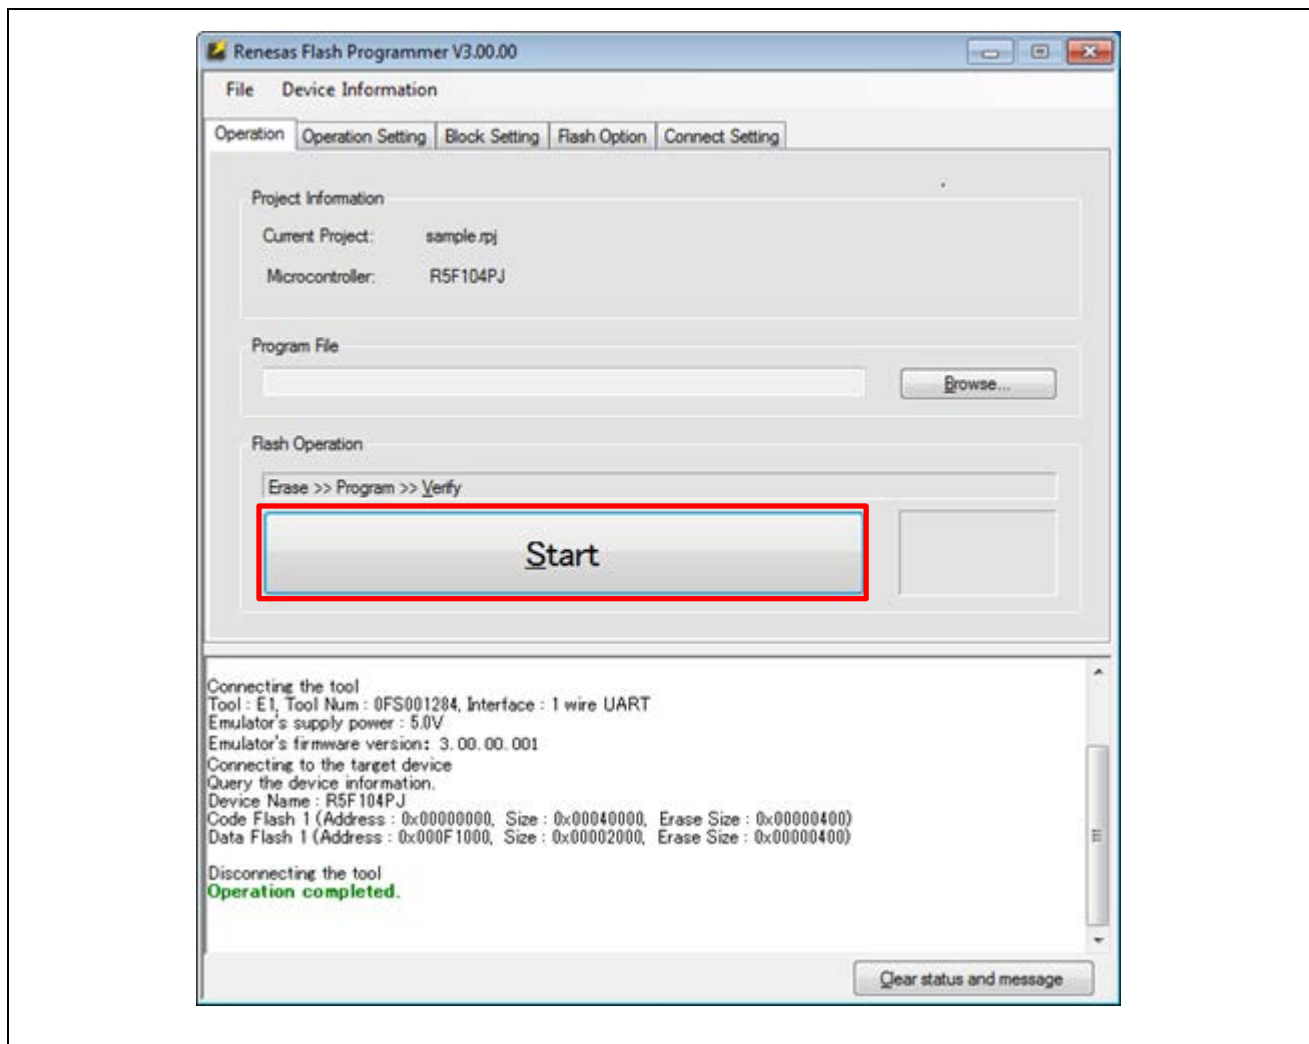 Renesas Flash Programmer V3.00.00
File Device Information
Operation Operation Setting Block Setting Flash Option Connect Setting
Project Information
Current Project: sample.rpj
Microcontroller: R5F104PJ
Program File
Browse...
Flash Operation
Erase >> Program >> Verify
Start
Connecting the tool
Tool : E1, Tool Num : 0FS001284, Interface : 1 wire UART
Emulator's supply power : 5.0V
Emulator's firmware version: 3.00.00.001
Connecting to the target device
Query the device information.
Device Name : R5F104PJ
Code Flash 1 (Address : 0x00000000, Size : 0x00040000, Erase Size : 0x00000400)
Data Flash 1 (Address : 0x000F1000, Size : 0x00002000, Erase Size : 0x00000400)
Disconnecting the tool
Operation completed.
Clear status and message